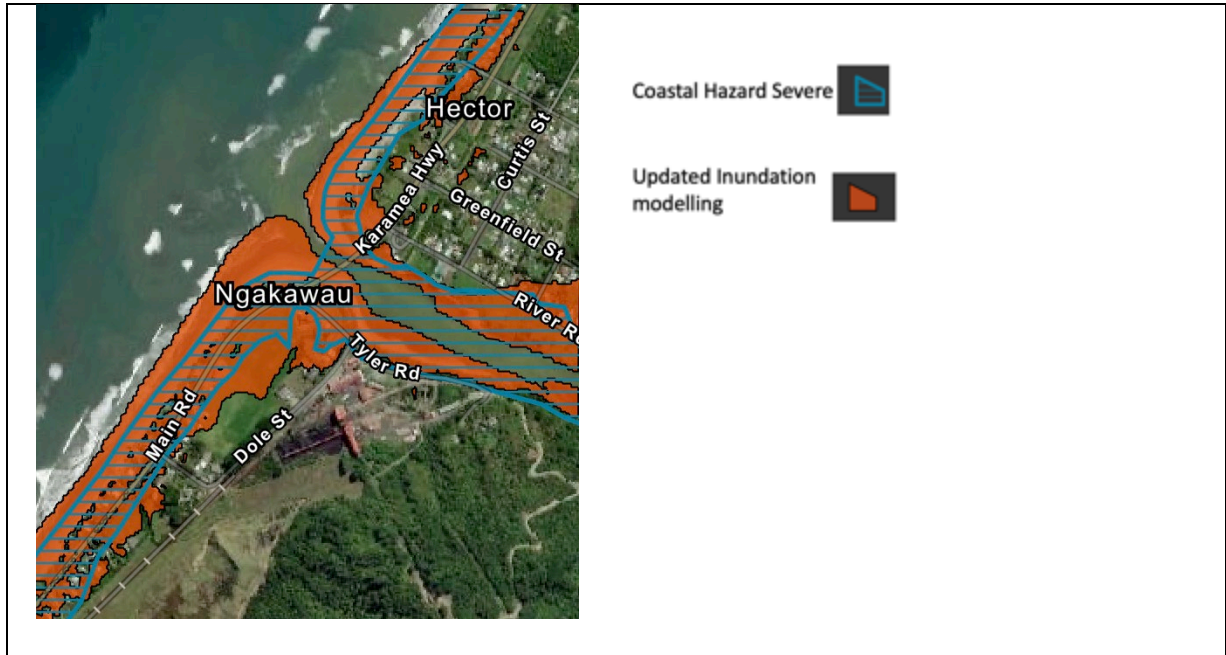 Hector
Curtis St
Karamea Hwy
Greenfield St
Ngakawau
River Rd
Tyler Rd
Main Rd
Dole St
Coastal Hazard Severe
Updated Inundation
modelling